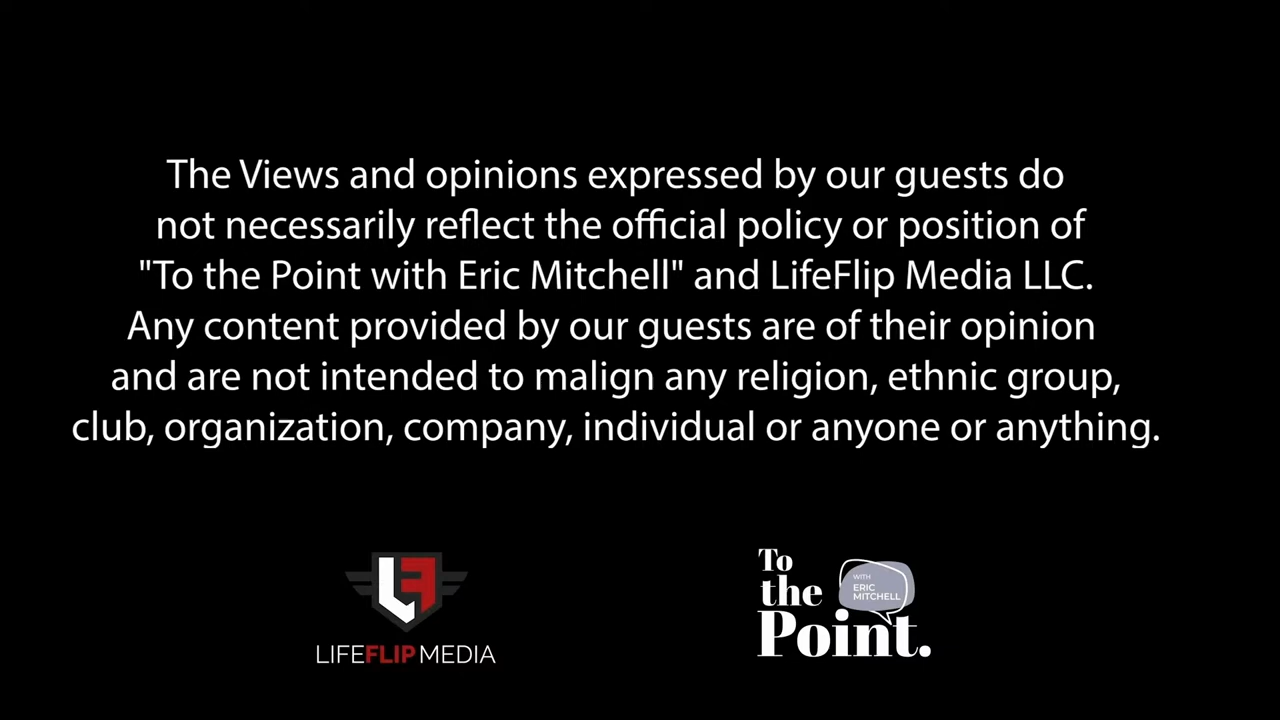 The Views and opinions expressed by our guests do
not necessarily reflect the official policy or position of
"To the Point with Eric Mitchell" and LifeFlip Media LLC.
Any content provided by our guests are of their opinion
and are not intended to malign any religion, ethnic group,
club, organization, company, individual or anyone or anything.
LF
LIFEFLIP MEDIA
To
the
Point.
WITH
ERIC
MITCHELL